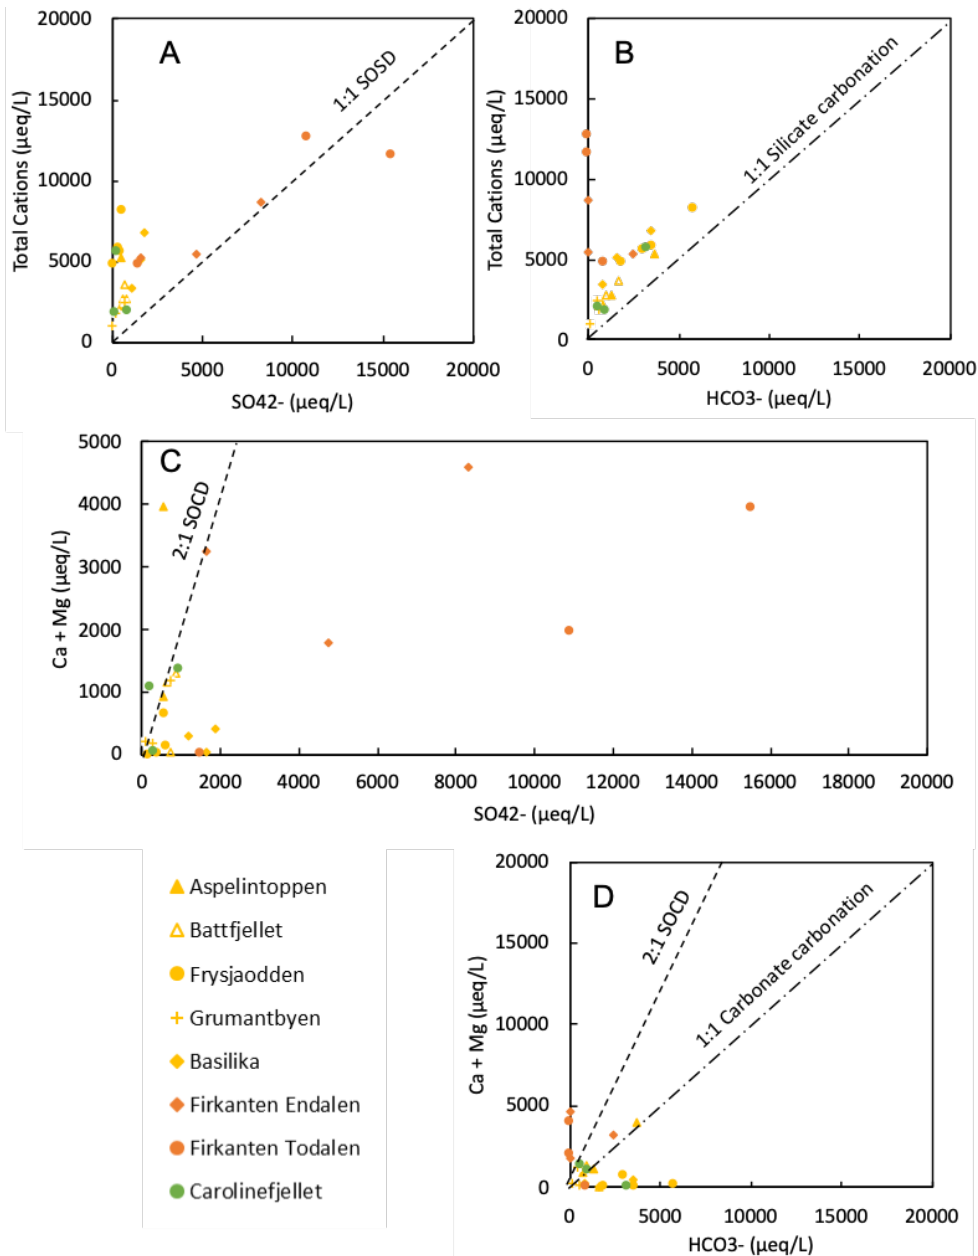 A
20000
15000
10000
5000
0
Total Cations (µeq/L)
1:1 SOSD
0 5000 10000 15000 20000
SO42- (µeq/L)
B
20000
15000
10000
5000
0
Total Cations (µeq/L)
1:1 Silicate carbonation
0 5000 10000 15000 20000
HCO3- (µeq/L)
C
5000
4000
3000
2000
1000
0
Ca + Mg (µeq/L)
2:1 SOCD
0 2000 4000 6000 8000 10000 12000 14000 16000 18000 20000
SO42- (µeq/L)
Aspelintoppen
Battfjellet
Frysjaodden
Grumantbyen
Basilika
Firkanten Endalen
Firkanten Todalen
Carolinefjellet
D
20000
15000
10000
5000
0
Ca + Mg (µeq/L)
2:1 SOCD
1:1 Carbonate carbonation
0 5000 10000 15000 20000
HCO3- (µeq/L)